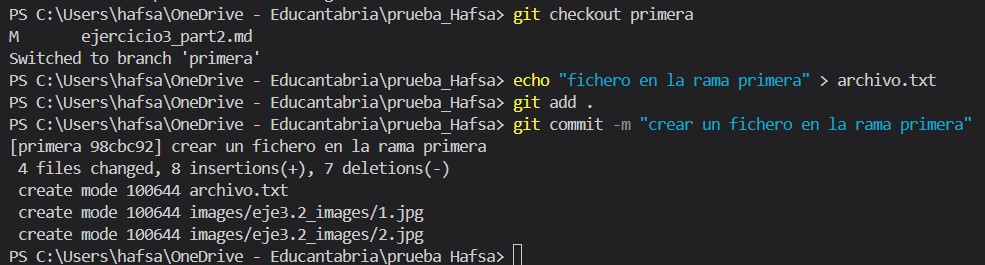 PS C:\Users\hafsa\OneDrive - Educantabria\prueba_Hafsa> git checkout primera
M       ejercicio3_part2.md
Switched to branch 'primera'
PS C:\Users\hafsa\OneDrive - Educantabria\prueba_Hafsa> echo "fichero en la rama primera" > archivo.txt
PS C:\Users\hafsa\OneDrive - Educantabria\prueba_Hafsa> git add .
PS C:\Users\hafsa\OneDrive - Educantabria\prueba_Hafsa> git commit -m "crear un fichero en la rama primera"
[primera 98cbc92] crear un fichero en la rama primera
 4 files changed, 8 insertions(+), 7 deletions(-)
 create mode 100644 archivo.txt
 create mode 100644 images/eje3.2_images/1.jpg
 create mode 100644 images/eje3.2_images/2.jpg
PS C:\Users\hafsa\OneDrive - Educantabria\prueba_Hafsa>